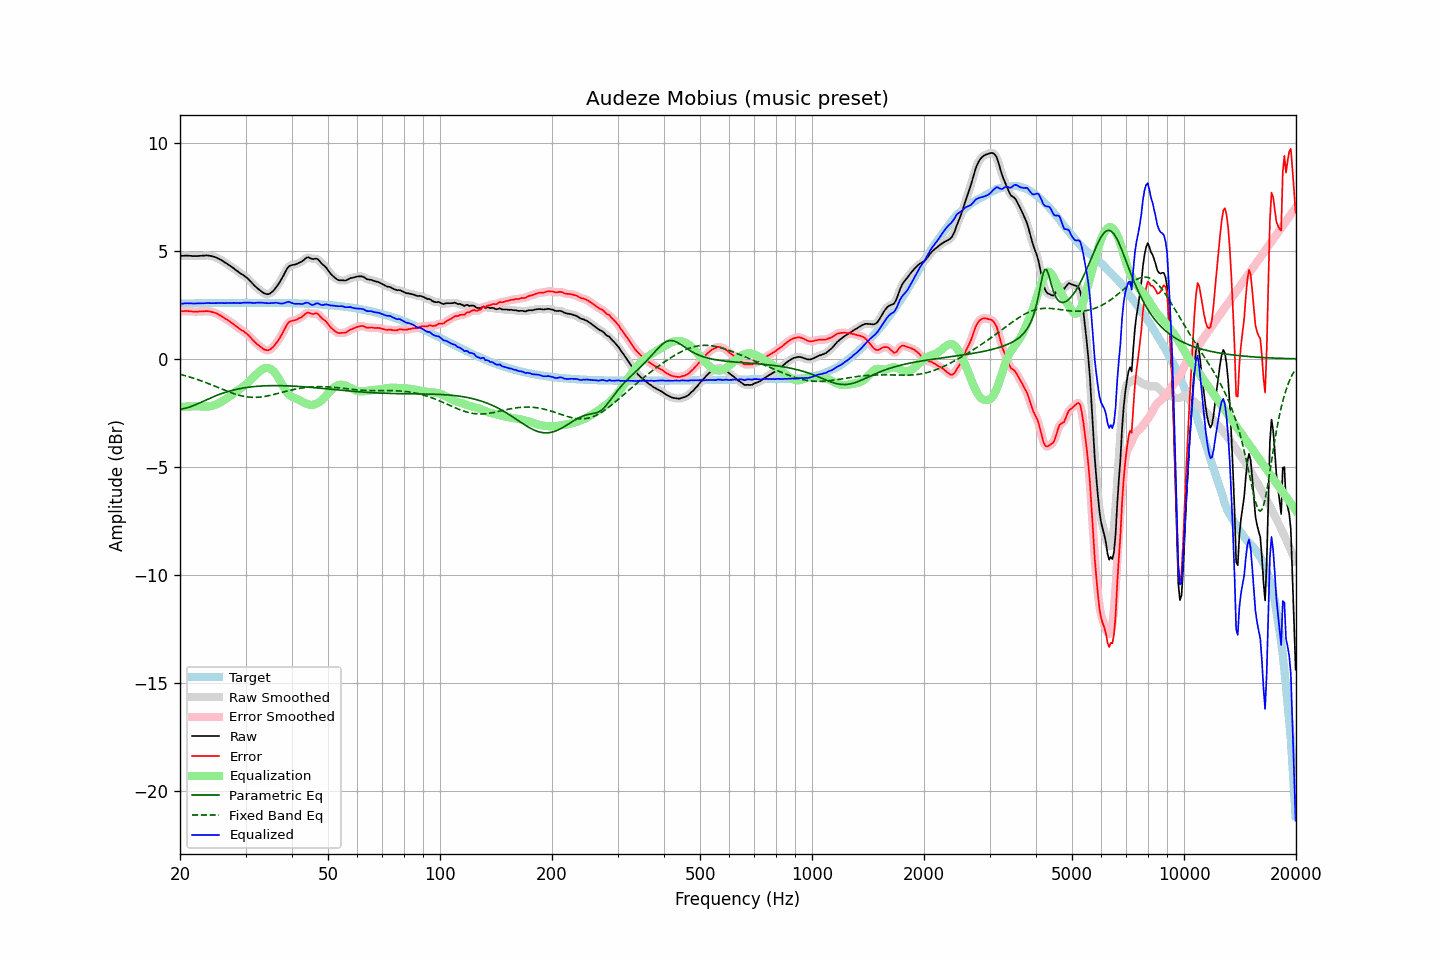 Audeze Mobius (music preset)
10
5
0
−5
−10
−15
−20
Amplitude (dBr)
Target
Raw Smoothed
Error Smoothed
Raw
Error
Equalization
Parametric Eq
Fixed Band Eq
Equalized
20
50
100
200
500
1000
2000
5000
10000
20000
Frequency (Hz)